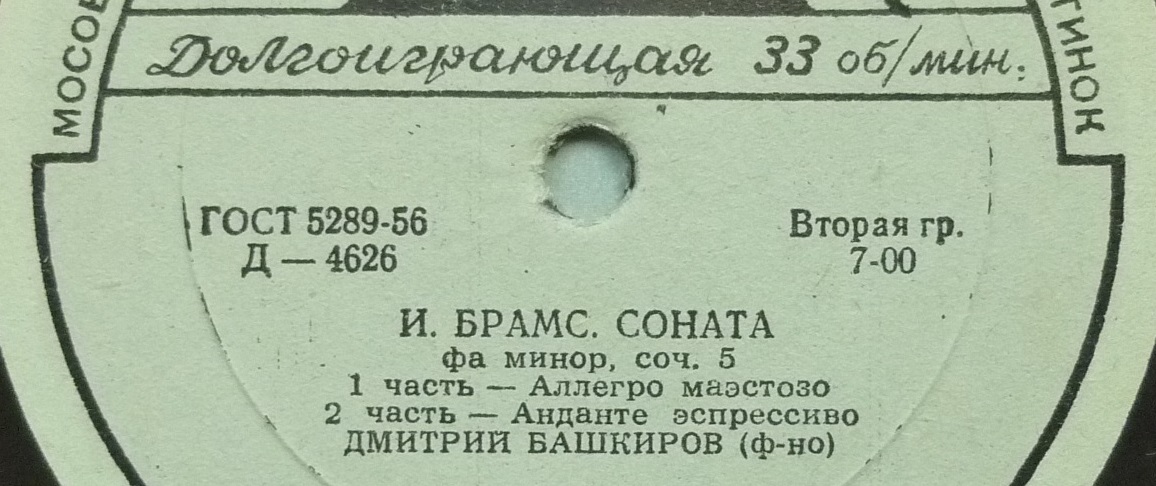 МОСОВ
Долгоиграющая 33 об/мин.
ТИНОК
ГОСТ 5289-56
Д — 4626
Вторая гр.
7-00
И. БРАМС. СОНАТА
фа минор, соч. 5
1 часть — Аллегро маэстозо
2 часть — Анданте эспрессиво
ДМИТРИЙ БАШКИРОВ (ф-но)